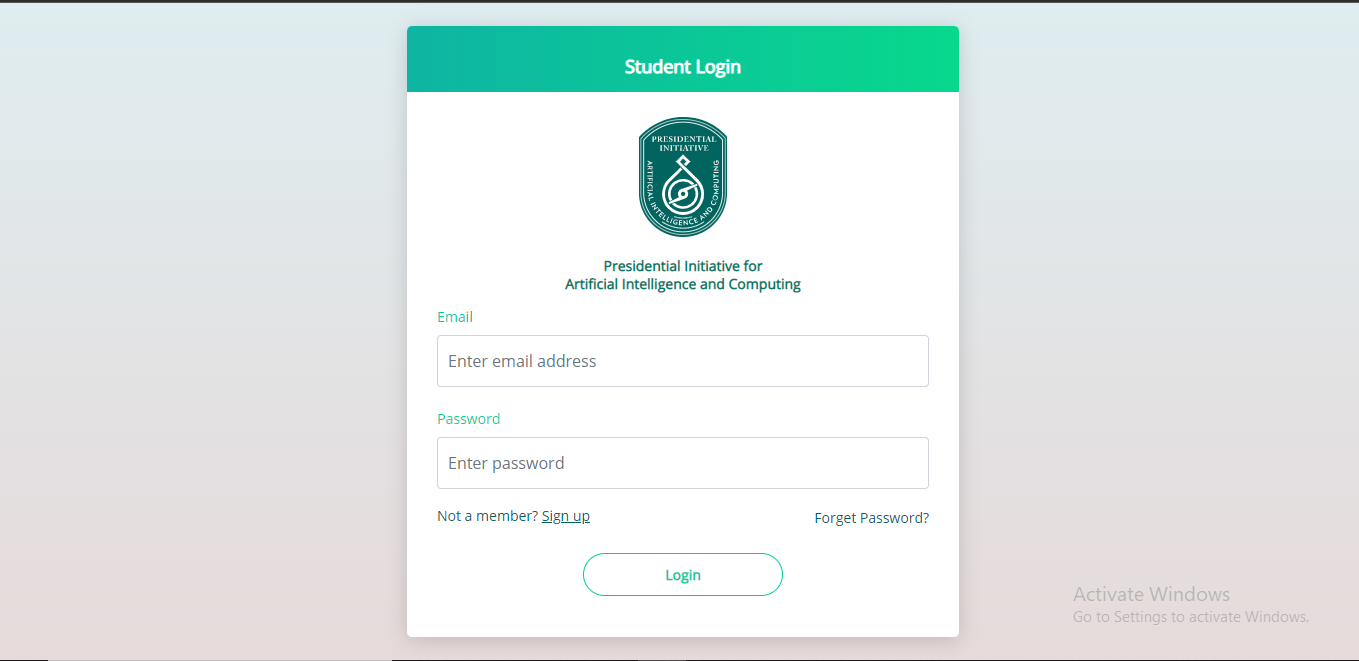 Student Login
PRESIDENTIAL
INITIATIVE
ARTIFICIAL INTELLIGENCE AND COMPUTING
Presidential Initiative for
Artificial Intelligence and Computing
Email
Enter email address
Password
Enter password
Not a member? Sign up
Forget Password?
Login
Activate Windows
Go to Settings to activate Windows.